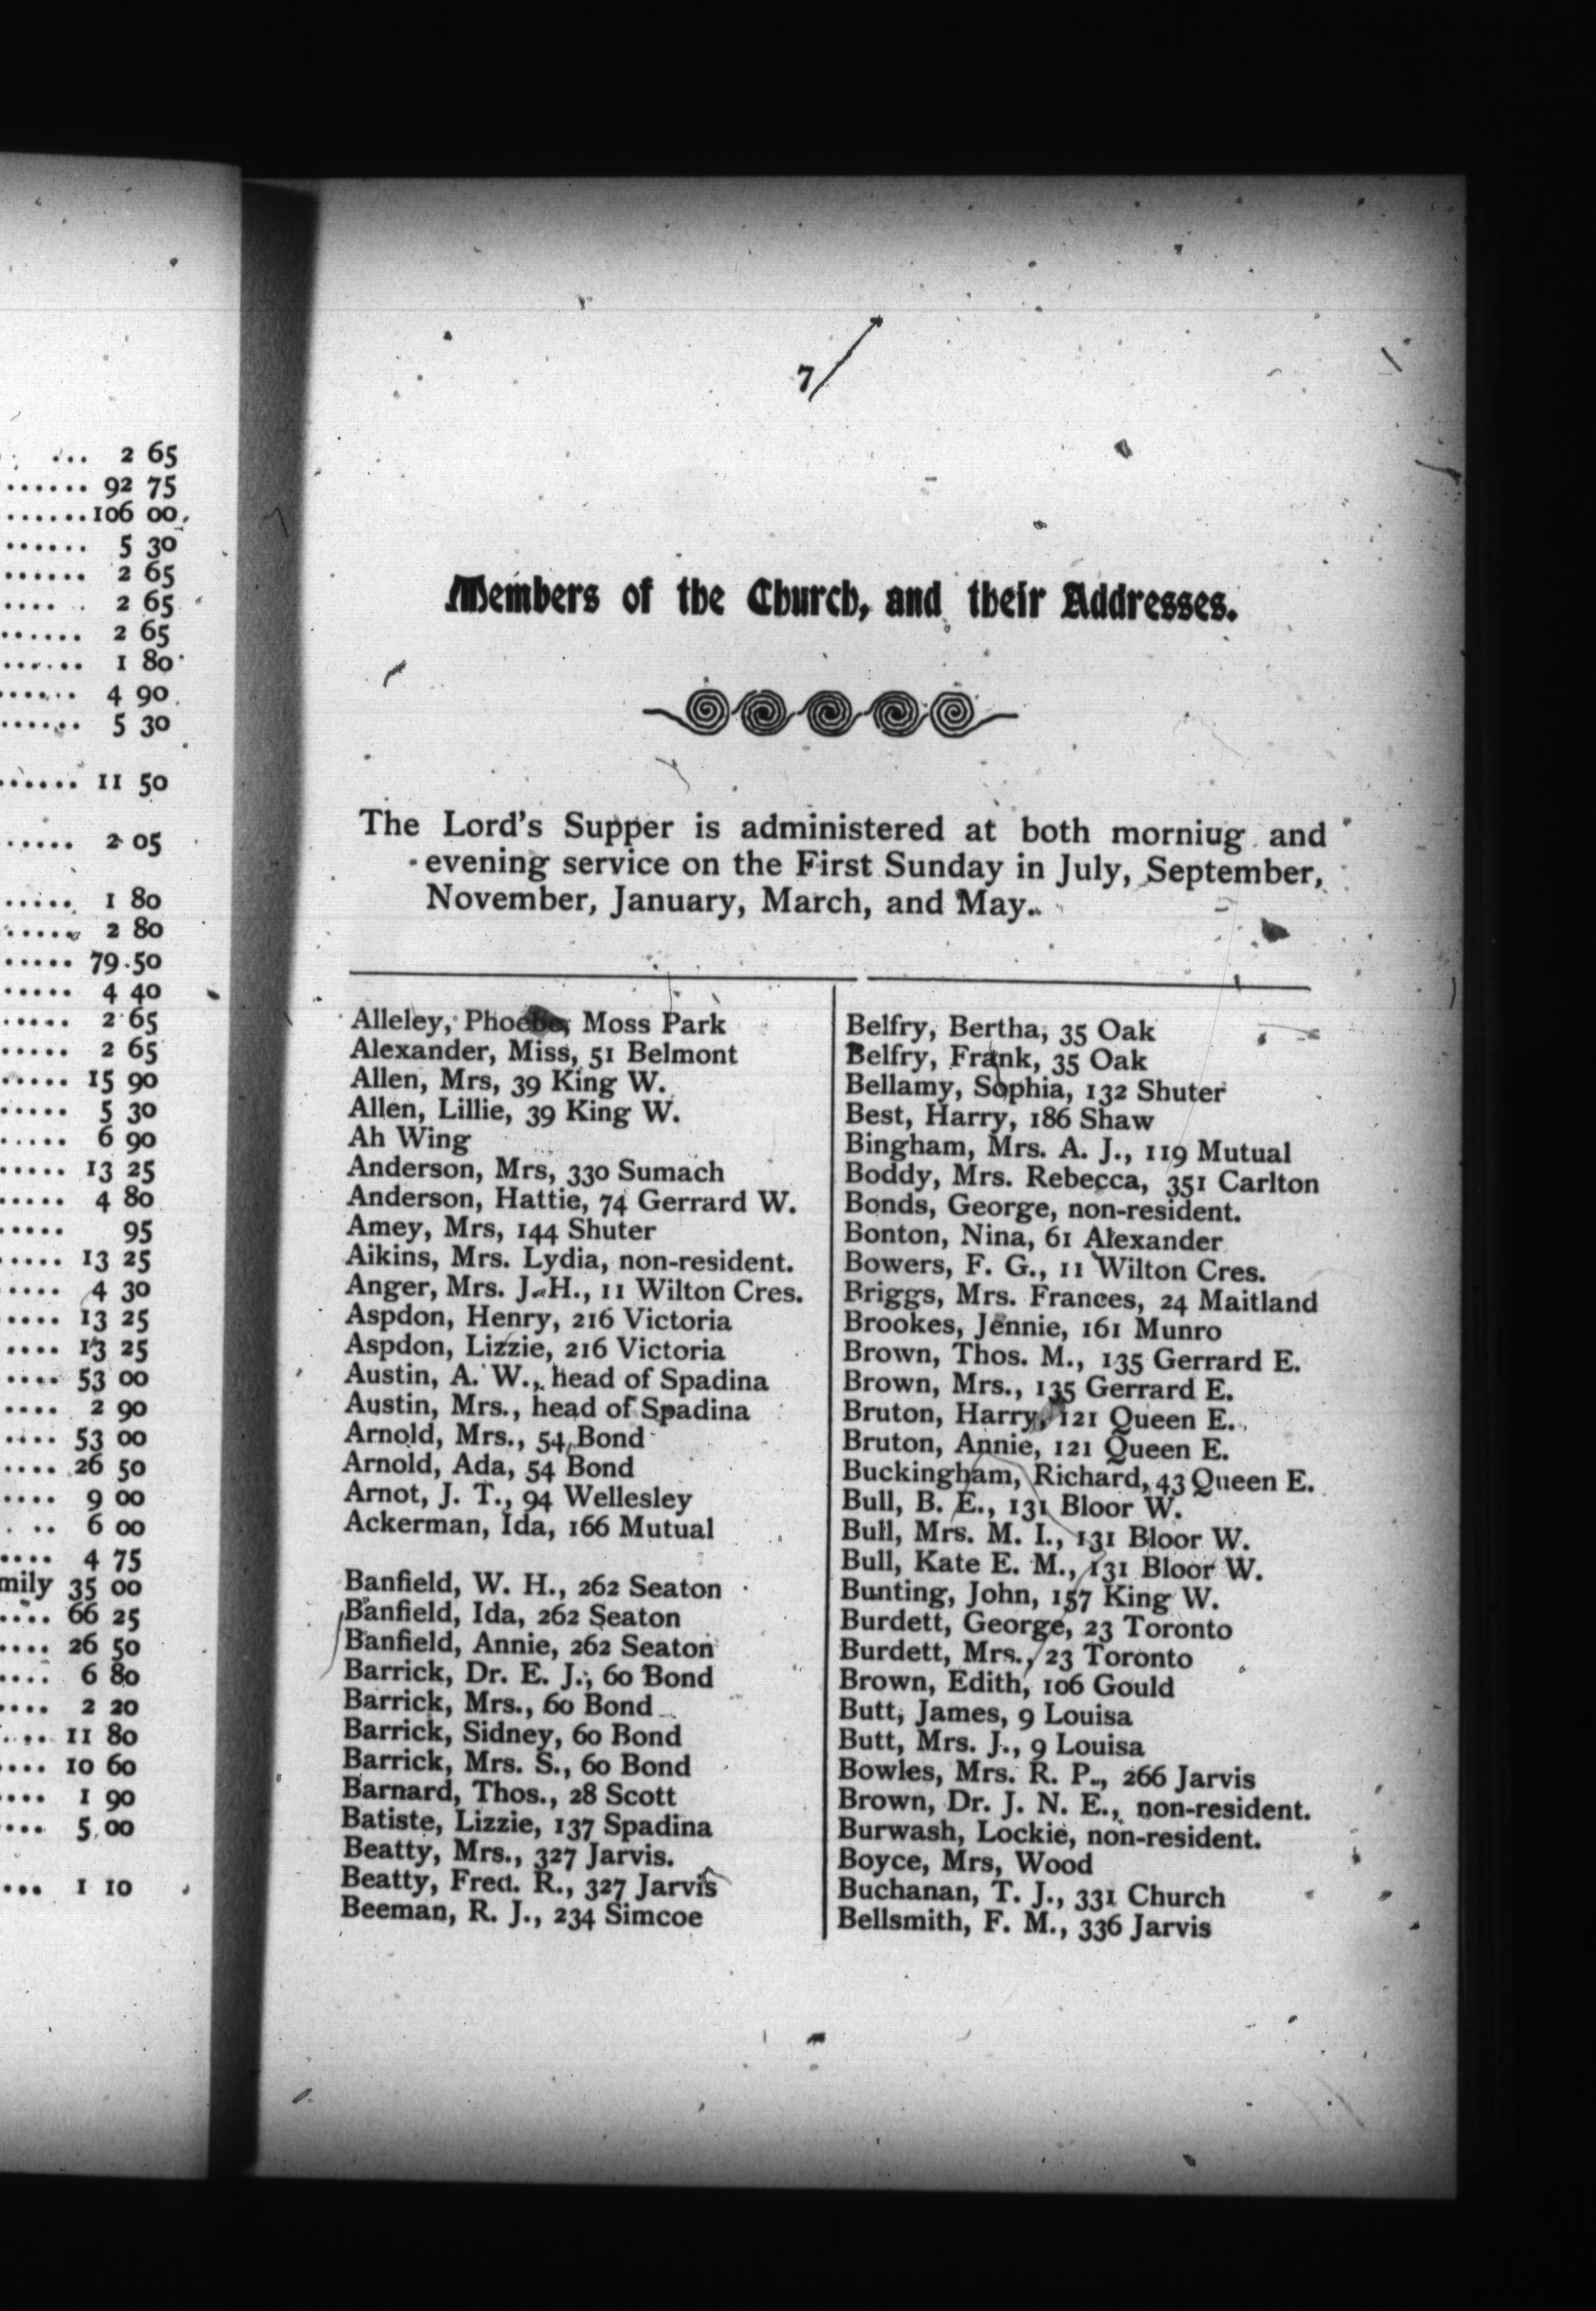 ... 2 65
...... 92 75
......106 00
...... 5 30
...... 2 65
.... . 2 65
...... 2 65
...... 1 80
...... 4 90
...... 5 30
...... 11 50
..... 2 05
..... 1 80
..... 2 80
..... 79 50
..... 4 40
..... 2 65
..... 2 65
..... 15 90
..... 5 30
..... 6 90
..... 13 25
..... 4 80
..... 95
..... 13 25
.... 4 30
.... 13 25
.... 13 25
.... 53 00
.... 2 90
.... 53 00
.... 26 50
.... 9 00
. .. 6 00
.... 4 75
mily 35 00
.... 66 25
.... 26 50
.... 6 80
.... 2 20
.... 11 80
.... 10 60
.... 1 90
.... 5 00
... 1 10
7
Members of the Church, and their Addresses.
The Lord's Supper is administered at both morniug and
evening service on the First Sunday in July, September,
November, January, March, and May.
Alleley, Phoebe, Moss Park
Alexander, Miss, 51 Belmont
Allen, Mrs, 39 King W.
Allen, Lillie, 39 King W.
Ah Wing
Anderson, Mrs, 330 Sumach
Anderson, Hattie, 74 Gerrard W.
Amey, Mrs, 144 Shuter
Aikins, Mrs. Lydia, non-resident.
Anger, Mrs. J. H., 11 Wilton Cres.
Aspdon, Henry, 216 Victoria
Aspdon, Lizzie, 216 Victoria
Austin, A. W., head of Spadina
Austin, Mrs., head of Spadina
Arnold, Mrs., 54 Bond
Arnold, Ada, 54 Bond
Arnot, J. T., 94 Wellesley
Ackerman, Ida, 166 Mutual
Banfield, W. H., 262 Seaton
Banfield, Ida, 262 Seaton
Banfield, Annie, 262 Seaton
Barrick, Dr. E. J., 60 Bond
Barrick, Mrs., 60 Bond
Barrick, Sidney, 60 Bond
Barrick, Mrs. S., 60 Bond
Barnard, Thos., 28 Scott
Batiste, Lizzie, 137 Spadina
Beatty, Mrs., 327 Jarvis.
Beatty, Fred. R., 327 Jarvis
Beeman, R. J., 234 Simcoe
Belfry, Bertha, 35 Oak
Belfry, Frank, 35 Oak
Bellamy, Sophia, 132 Shuter
Best, Harry, 186 Shaw
Bingham, Mrs. A. J., 119 Mutual
Boddy, Mrs. Rebecca, 351 Carlton
Bonds, George, non-resident.
Bonton, Nina, 61 Alexander
Bowers, F. G., 11 Wilton Cres.
Briggs, Mrs. Frances, 24 Maitland
Brookes, Jennie, 161 Munro
Brown, Thos. M., 135 Gerrard E.
Brown, Mrs., 135 Gerrard E.
Bruton, Harry, 121 Queen E.
Bruton, Annie, 121 Queen E.
Buckingham, Richard, 43 Queen E.
Bull, B. E., 131 Bloor W.
Bull, Mrs. M. I., 131 Bloor W.
Bull, Kate E. M., 131 Bloor W.
Bunting, John, 157 King W.
Burdett, George, 23 Toronto
Burdett, Mrs., 23 Toronto
Brown, Edith, 106 Gould
Butt, James, 9 Louisa
Butt, Mrs. J., 9 Louisa
Bowles, Mrs. R. P., 266 Jarvis
Brown, Dr. J. N. E., non-resident.
Burwash, Lockie, non-resident.
Boyce, Mrs, Wood
Buchanan, T. J., 331 Church
Bellsmith, F. M., 336 Jarvis